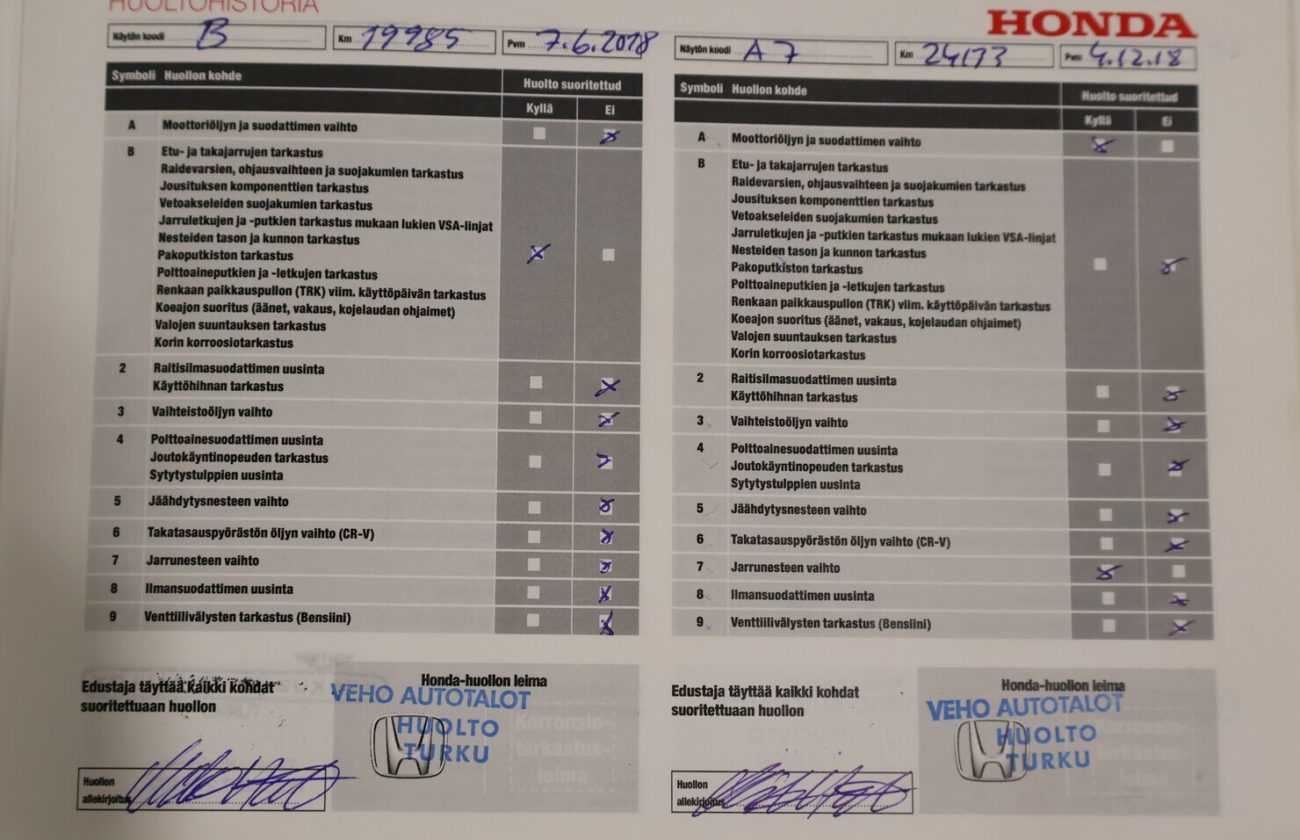 HUOLTOHISTORIA
Näytön koodi B Km 19985 Pvm 7.6.2018
Symboli Huollon kohde Huolto suoritettud
Kyllä Ei
A Moottoriöljyn ja suodattimen vaihto
B Etu- ja takajarrujen tarkastus
Raidevarsien, ohjausvaihteen ja suojakumien tarkastus
Jousituksen komponenttien tarkastus
Vetoakseleiden suojakumien tarkastus
Jarruletkujen ja -putkien tarkastus mukaan lukien VSA-linjat
Nesteiden tason ja kunnon tarkastus
Pakoputkiston tarkastus
Polttoaineputkien ja -letkujen tarkastus
Renkaan paikkauspullon (TRK) viim. käyttöpäivän tarkastus
Koeajon suoritus (äänet, vakaus, kojelaudan ohjaimet)
Valojen suuntauksen tarkastus
Korin korroosiotarkastus
2 Raitisilmasuodattimen uusinta
Käyttöhihnan tarkastus
3 Vaihteistoöljyn vaihto
4 Polttoainesuodattimen uusinta
Joutokäyntinopeuden tarkastus
Sytytystulppien uusinta
5 Jäähdytysnesteen vaihto
6 Takatasauspyörästön öljyn vaihto (CR-V)
7 Jarrunesteen vaihto
8 Ilmansuodattimen uusinta
9 Venttiilivälysten tarkastus (Bensiini)
Edustaja täyttää kaikki kohdat
suoritettuaan huollon
Honda-huollon leima
VEHO AUTOTALOT
HUOLTO
TURKU
Korroosio-
tarkastus-
leima
Huollon
allekirjoitus
HONDA
Näytön koodi A 7 Km 24173 Pvm 4.12.18
Symboli Huollon kohde Huolto suoritettud
Kyllä Ei
A Moottoriöljyn ja suodattimen vaihto
B Etu- ja takajarrujen tarkastus
Raidevarsien, ohjausvaihteen ja suojakumien tarkastus
Jousituksen komponenttien tarkastus
Vetoakseleiden suojakumien tarkastus
Jarruletkujen ja -putkien tarkastus mukaan lukien VSA-linjat
Nesteiden tason ja kunnon tarkastus
Pakoputkiston tarkastus
Polttoaineputkien ja -letkujen tarkastus
Renkaan paikkauspullon (TRK) viim. käyttöpäivän tarkastus
Koeajon suoritus (äänet, vakaus, kojelaudan ohjaimet)
Valojen suuntauksen tarkastus
Korin korroosiotarkastus
2 Raitisilmasuodattimen uusinta
Käyttöhihnan tarkastus
3 Vaihteistoöljyn vaihto
4 Polttoainesuodattimen uusinta
Joutokäyntinopeuden tarkastus
Sytytystulppien uusinta
5 Jäähdytysnesteen vaihto
6 Takatasauspyörästön öljyn vaihto (CR-V)
7 Jarrunesteen vaihto
8 Ilmansuodattimen uusinta
9 Venttiilivälysten tarkastus (Bensiini)
Edustaja täyttää kaikki kohdat
suoritettuaan huollon
Honda-huollon leima
VEHO AUTOTALOT
HUOLTO
TURKU
Korroosio-
tarkastus-
leima
Huollon
allekirjoitus